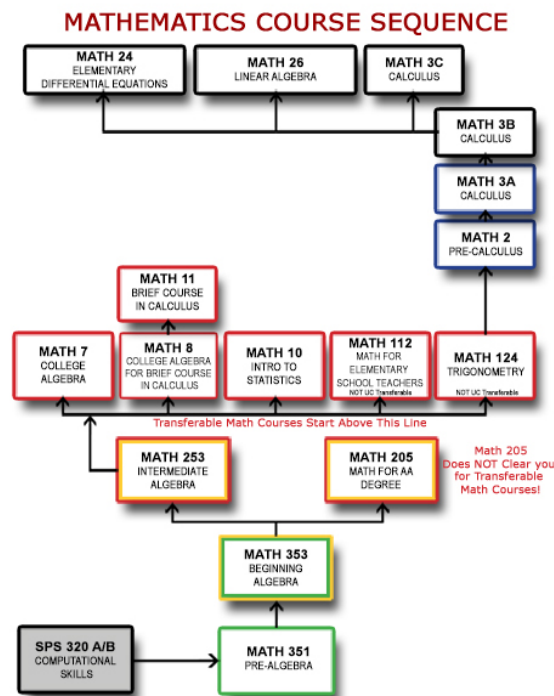 MATHEMATICS COURSE SEQUENCE
MATH 24
ELEMENTARY
DIFFERENTIAL EQUATIONS
MATH 26
LINEAR ALGEBRA
MATH 3C
CALCULUS
MATH 3B
CALCULUS
MATH 3A
CALCULUS
MATH 2
PRE-CALCULUS
MATH 11
BRIEF COURSE
IN CALCULUS
MATH 7
COLLEGE
ALGEBRA
MATH 8
COLLEGE ALGEBRA
FOR BRIEF COURSE
IN CALCULUS
MATH 10
INTRO TO
STATISTICS
MATH 112
MATH FOR
ELEMENTARY
SCHOOL TEACHERS
NOT UC Transferable
MATH 124
TRIGONOMETRY
NOT UC Transferable
Transferable Math Courses Start Above This Line
MATH 253
INTERMEDIATE
ALGEBRA
MATH 205
MATH FOR AA
DEGREE
Math 205
Does NOT Clear you
for Transferable
Math Courses!
MATH 353
BEGINNING
ALGEBRA
SPS 320 A/B
COMPUTATIONAL
SKILLS
MATH 351
PRE-ALGEBRA